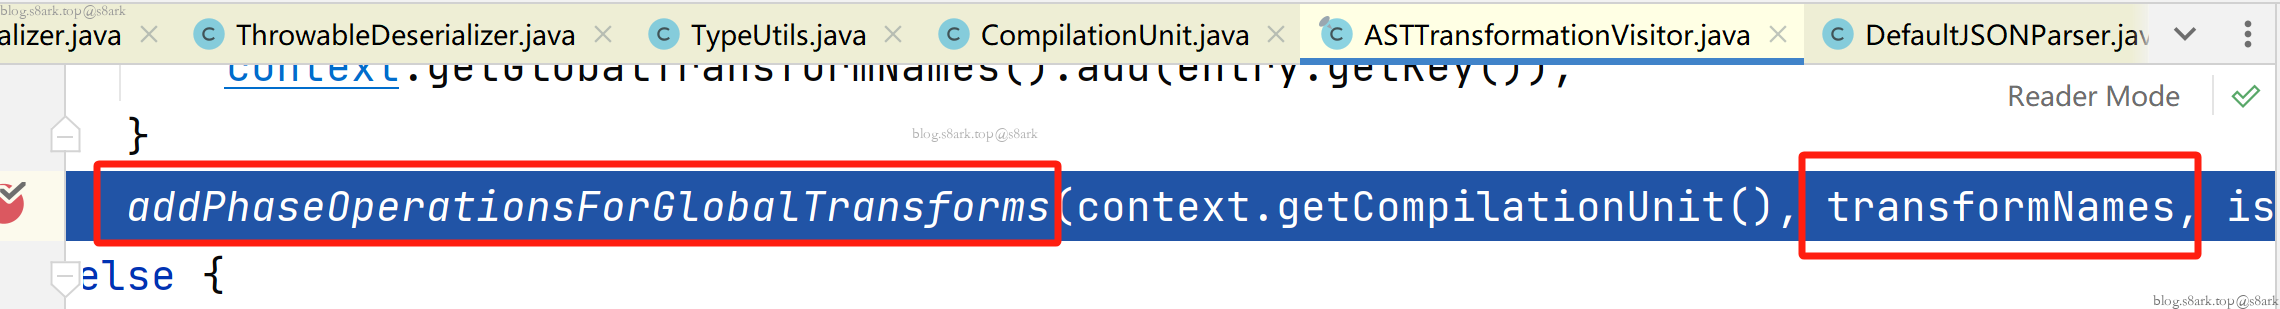 blog.s8ark.top@s8ark
alizer.java ThrowableDeserializer.java TypeUtils.java CompilationUnit.java ASTTransformationVisitor.java DefaultJSONParser.jav
context.getGlobalTransformNames().add(entry.getKey());
Reader Mode
}
blog.s8ark.top@s8ark
addPhaseOperationsForGlobalTransforms(context.getCompilationUnit(), transformNames, is
else {
blog.s8ark.top@s8ark